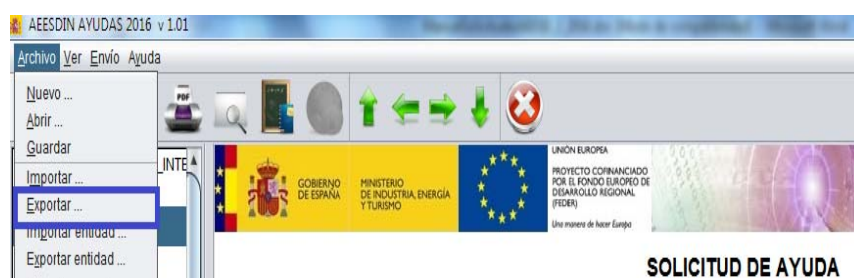 AEESDIN AYUDAS 2016 v 1.01
Archivo Ver Envío Ayuda
Nuevo ...
Abrir ...
Guardar
Importar ...
Exportar ...
Importar entidad ...
Exportar entidad ...
PDF
_INTE
GOBIERNO
DE ESPAÑA
MINISTERIO
DE INDUSTRIA, ENERGÍA
Y TURISMO
UNIÓN EUROPEA
PROYECTO COFINANCIADO
POR EL FONDO EUROPEO DE
DESARROLLO REGIONAL
(FEDER)
Una manera de hacer Europa
SOLICITUD DE AYUDA